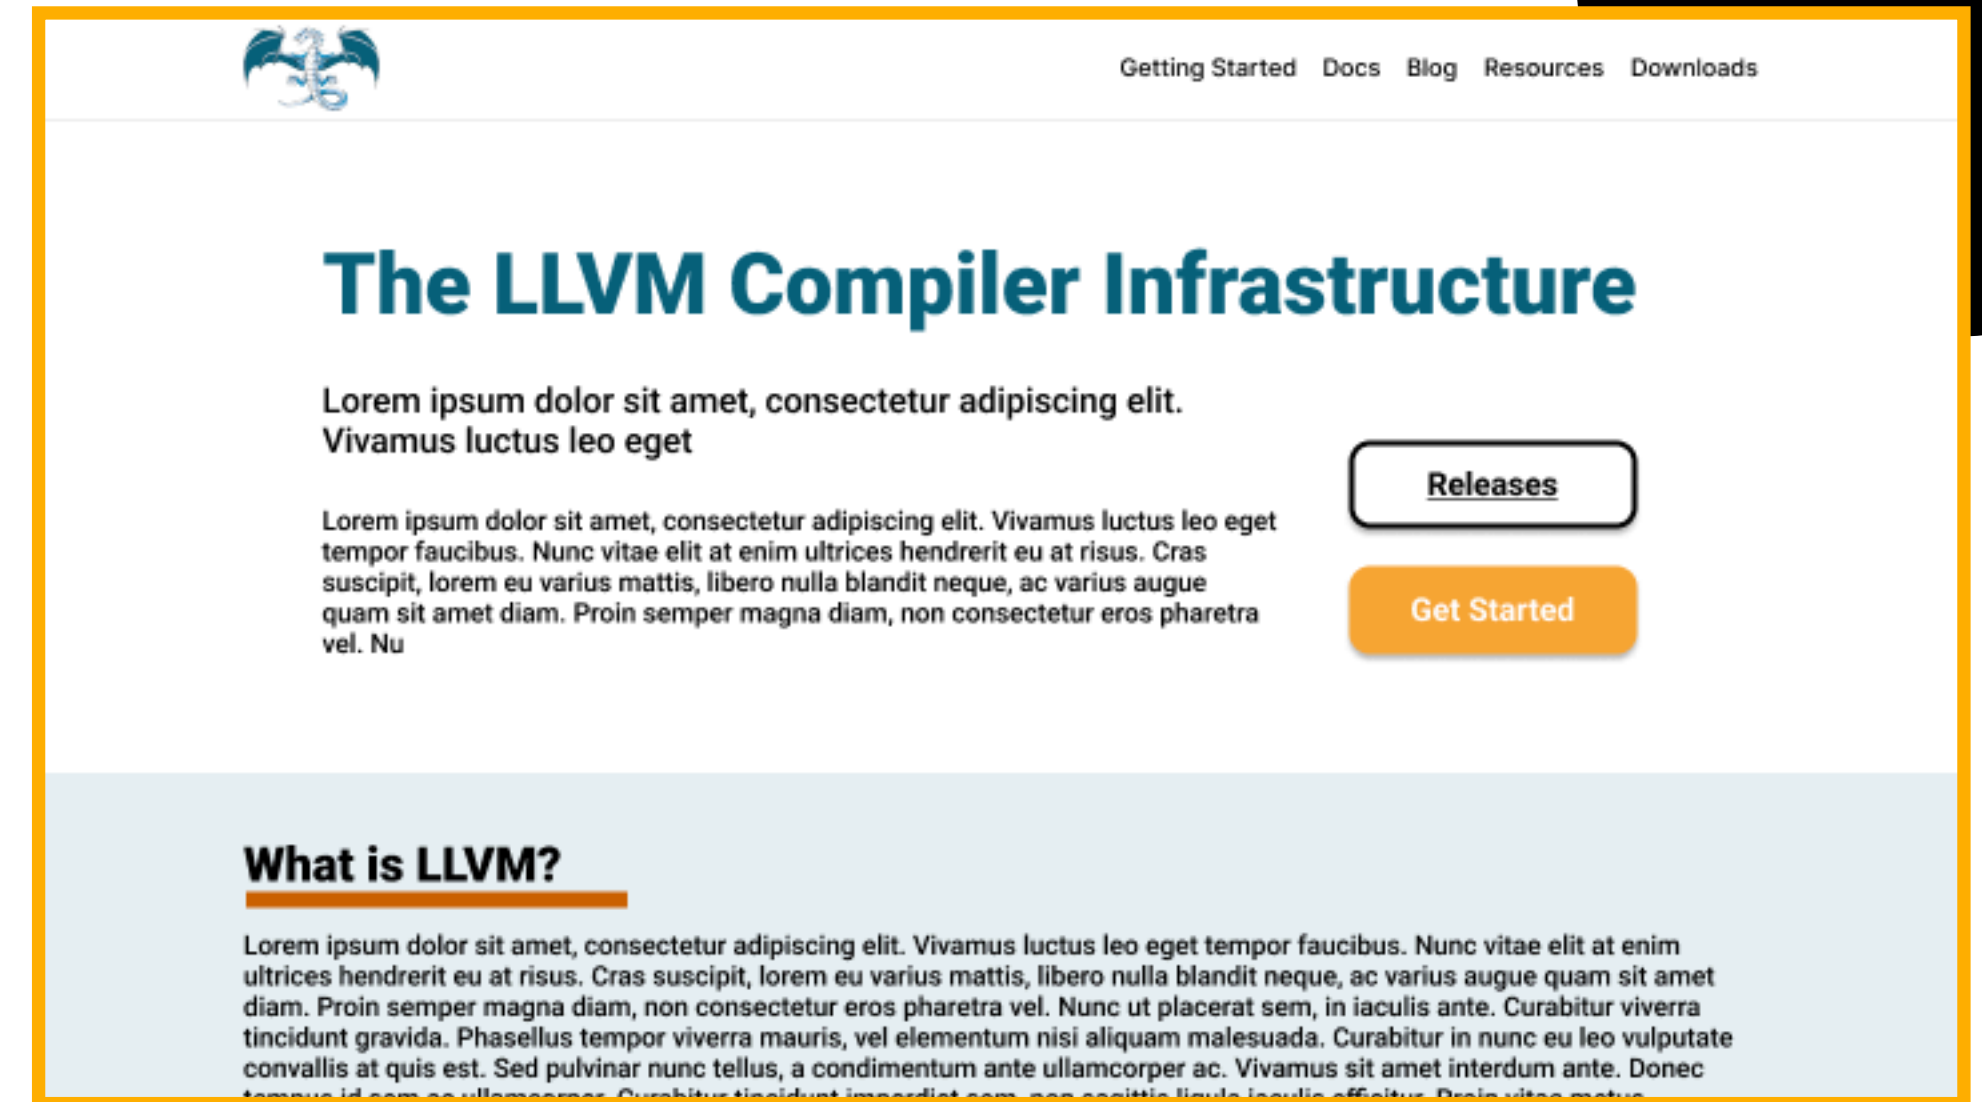 Getting Started Docs Blog Resources Downloads
The LLVM Compiler Infrastructure
Lorem ipsum dolor sit amet, consectetur adipiscing elit.
Vivamus luctus leo eget
Lorem ipsum dolor sit amet, consectetur adipiscing elit. Vivamus luctus leo eget
tempor faucibus. Nunc vitae elit at enim ultrices hendrerit eu at risus. Cras
suscipit, lorem eu varius mattis, libero nulla blandit neque, ac varius augue
quam sit amet diam. Proin semper magna diam, non consectetur eros pharetra
vel. Nu
Releases
Get Started
What is LLVM?
Lorem ipsum dolor sit amet, consectetur adipiscing elit. Vivamus luctus leo eget tempor faucibus. Nunc vitae elit at enim
ultrices hendrerit eu at risus. Cras suscipit, lorem eu varius mattis, libero nulla blandit neque, ac varius augue quam sit amet
diam. Proin semper magna diam, non consectetur eros pharetra vel. Nunc ut placerat sem, in iaculis ante. Curabitur viverra
tincidunt gravida. Phasellus tempor viverra mauris, vel elementum nisi aliquam malesuada. Curabitur in nunc eu leo vulputate
convallis at quis est. Sed pulvinar nunc tellus, a condimentum ante ullamcorper ac. Vivamus sit amet interdum ante. Donec